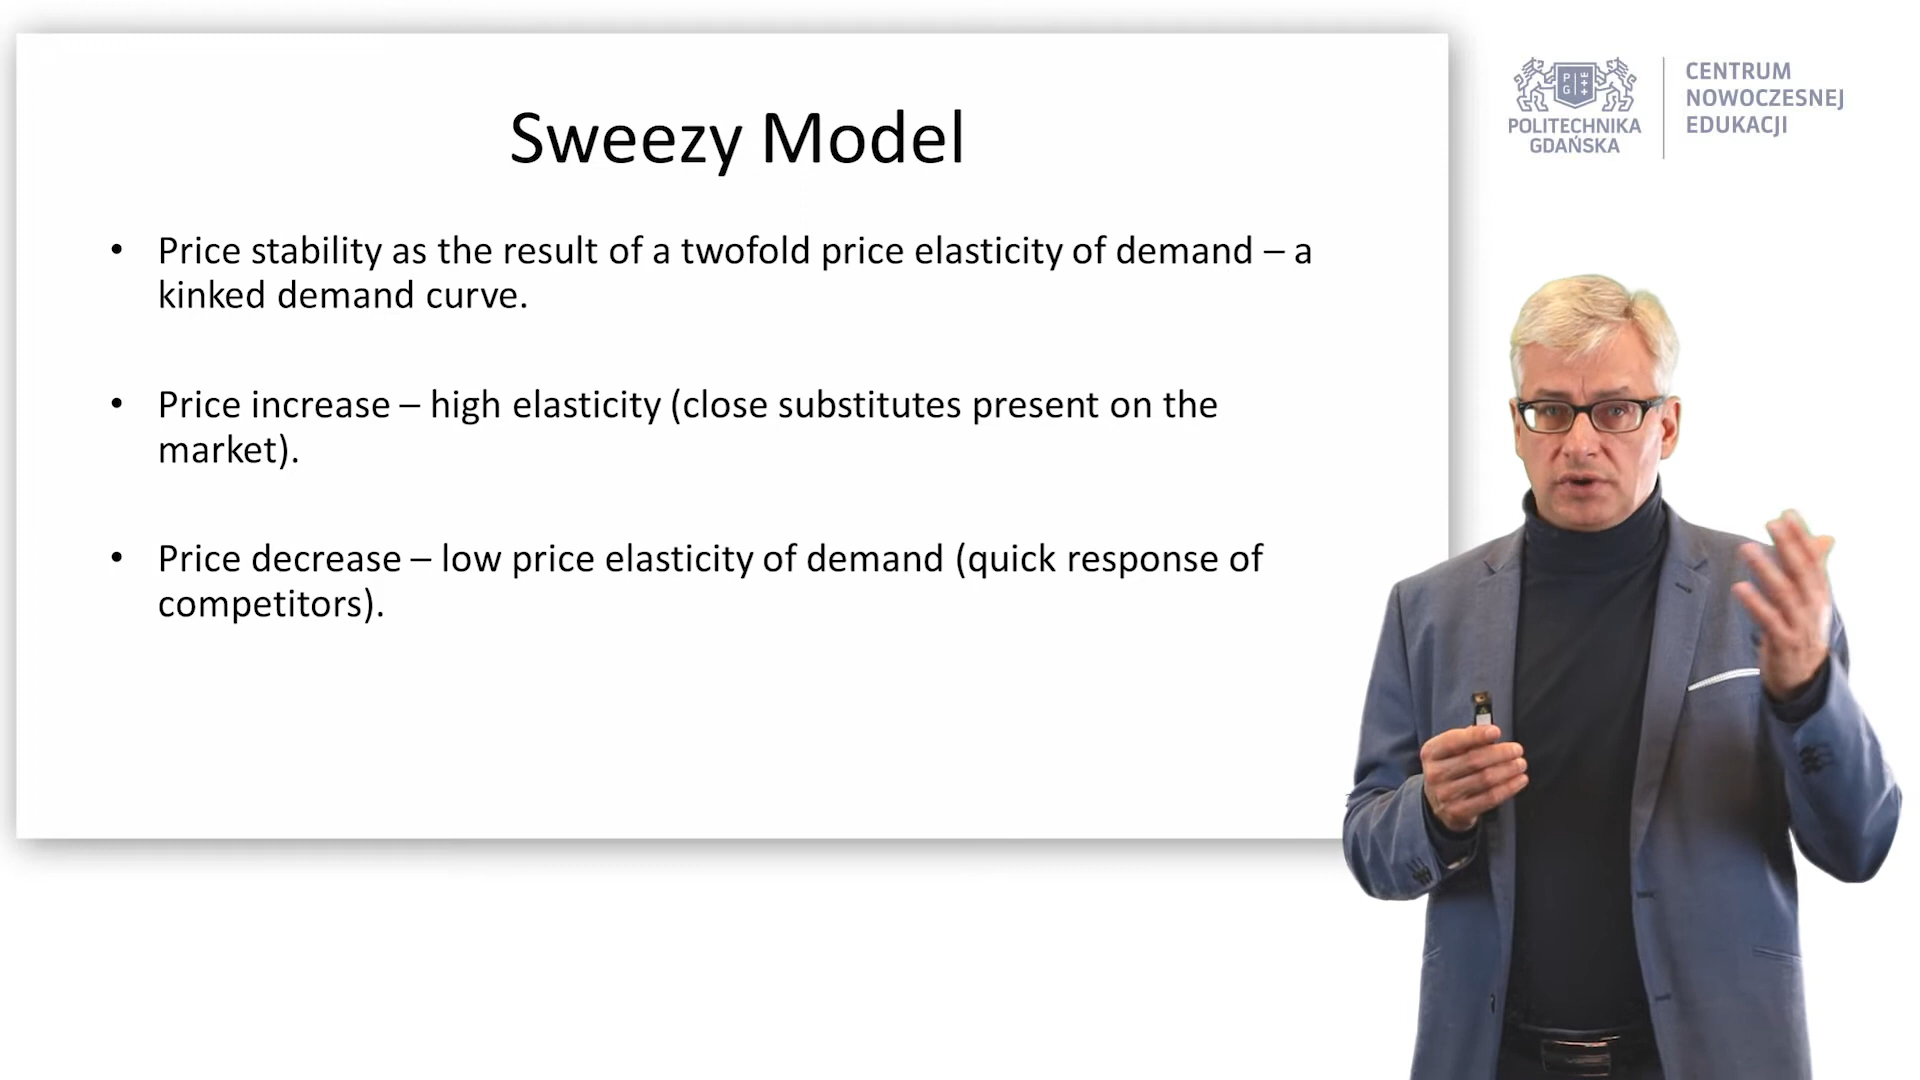 Sweezy Model
• Price stability as the result of a twofold price elasticity of demand – a
kinked demand curve.
• Price increase – high elasticity (close substitutes present on the
market).
• Price decrease – low price elasticity of demand (quick response of
competitors).
PG
POLITECHNIKA
GDAŃSKA
CENTRUM
NOWOCZESNEJ
EDUKACJI